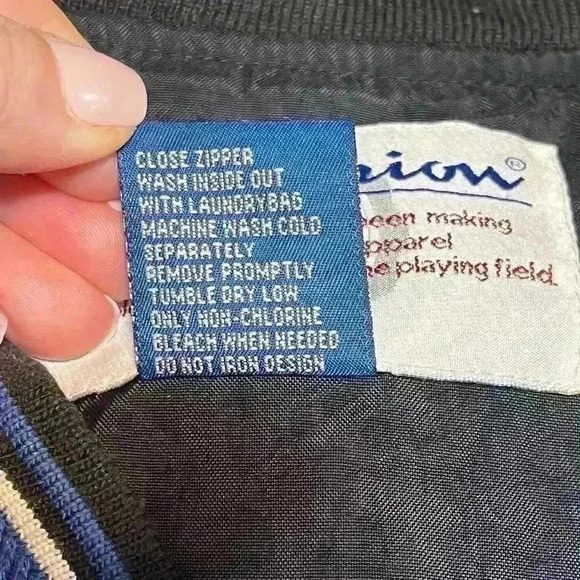 CLOSE ZIPPER
WASH INSIDE OUT
WITH LAUNDRYBAG
MACHINE WASH COLD
SEPARATELY
REMOVE PROMPTLY
TUMBLE DRY LOW
ONLY NON-CHLORINE
BLEACH WHEN NEEDED
DO NOT IRON DESIGN
pion®
een making
pparel
he playing field.